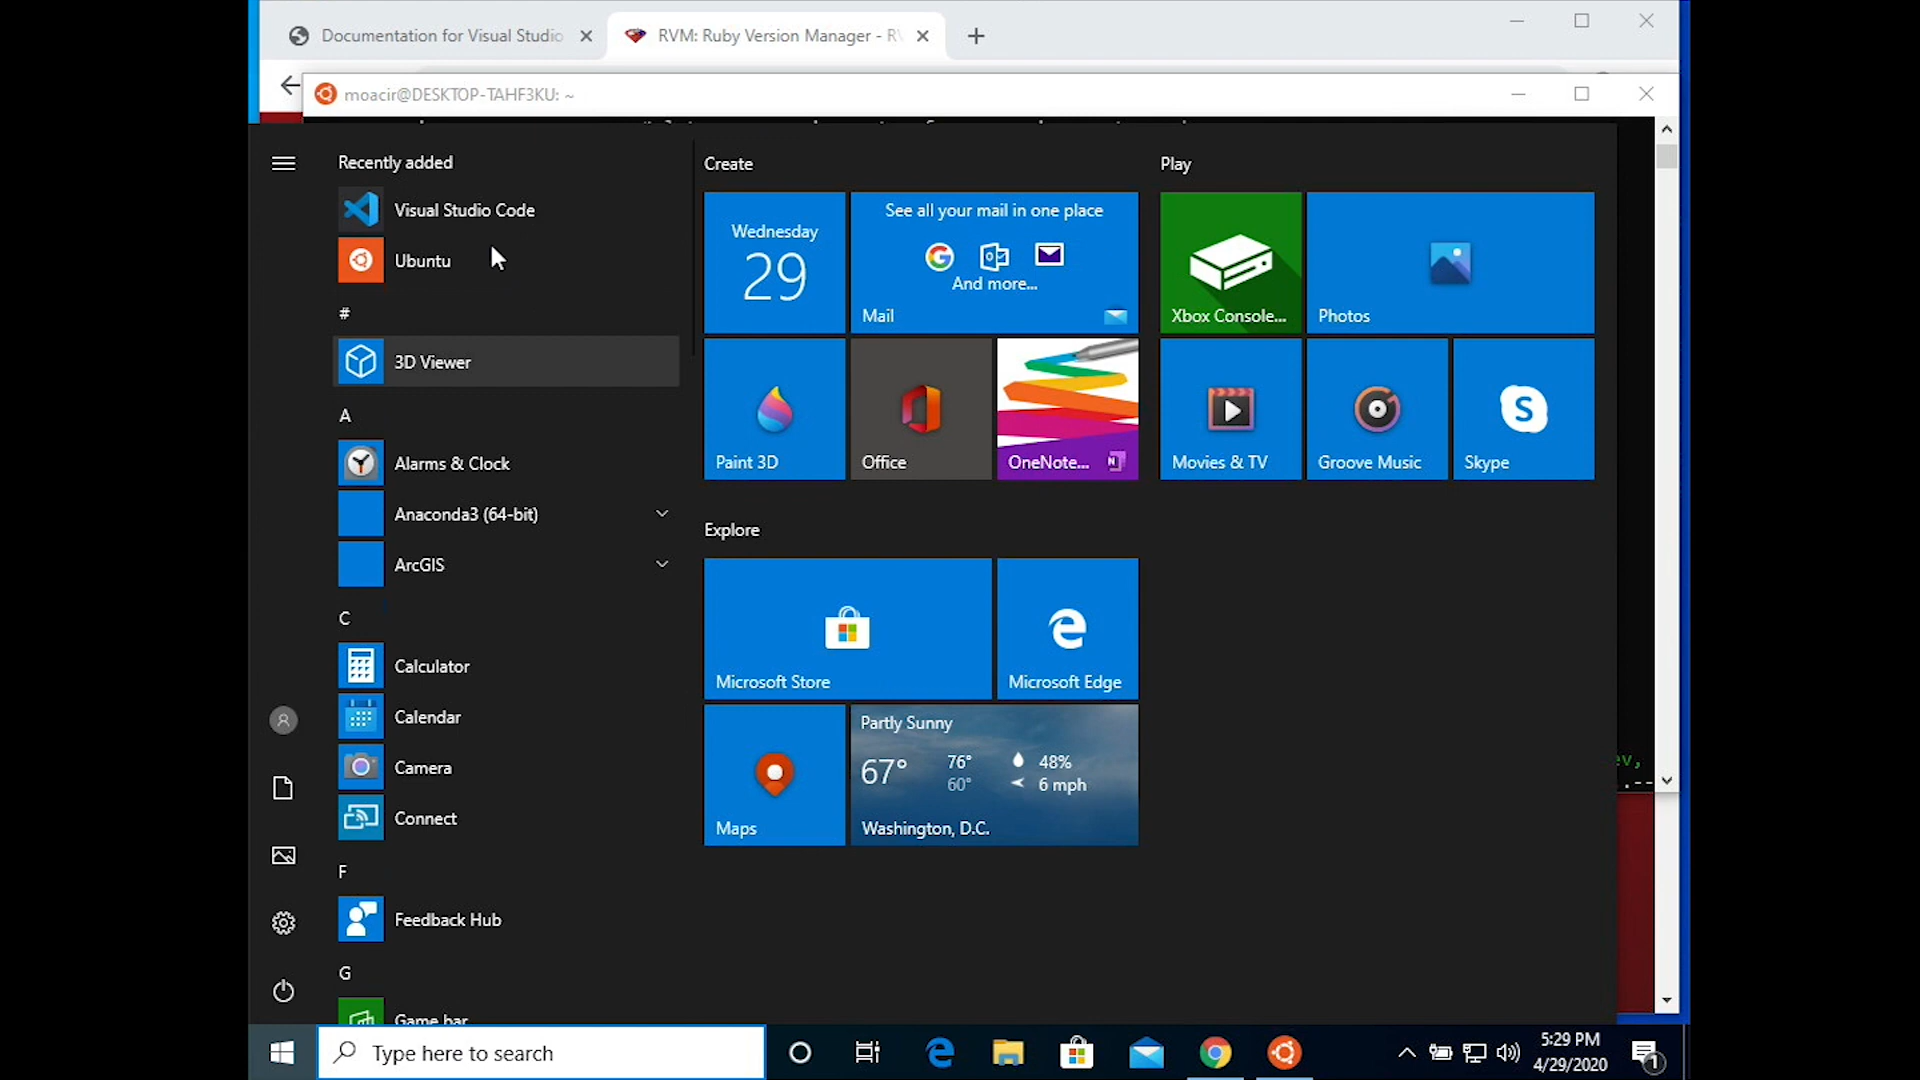 Documentation for Visual Studio
RVM: Ruby Version Manager - RV
moacir@DESKTOP-TAHF3KU: ~
Recently added
Visual Studio Code
Ubuntu
#
3D Viewer
A
Alarms & Clock
Anaconda3 (64-bit)
ArcGIS
C
Calculator
Calendar
Camera
Connect
F
Feedback Hub
G
Game bar
Create
Wednesday
29
See all your mail in one place
And more...
Mail
Paint 3D
Office
OneNote...
Play
Xbox Console...
Photos
Movies & TV
Groove Music
Skype
Explore
Microsoft Store
Microsoft Edge
Maps
Partly Sunny
67° 76° 48%
60° 6 mph
Washington, D.C.
ev,
.--
Type here to search
5:29 PM
4/29/2020
1